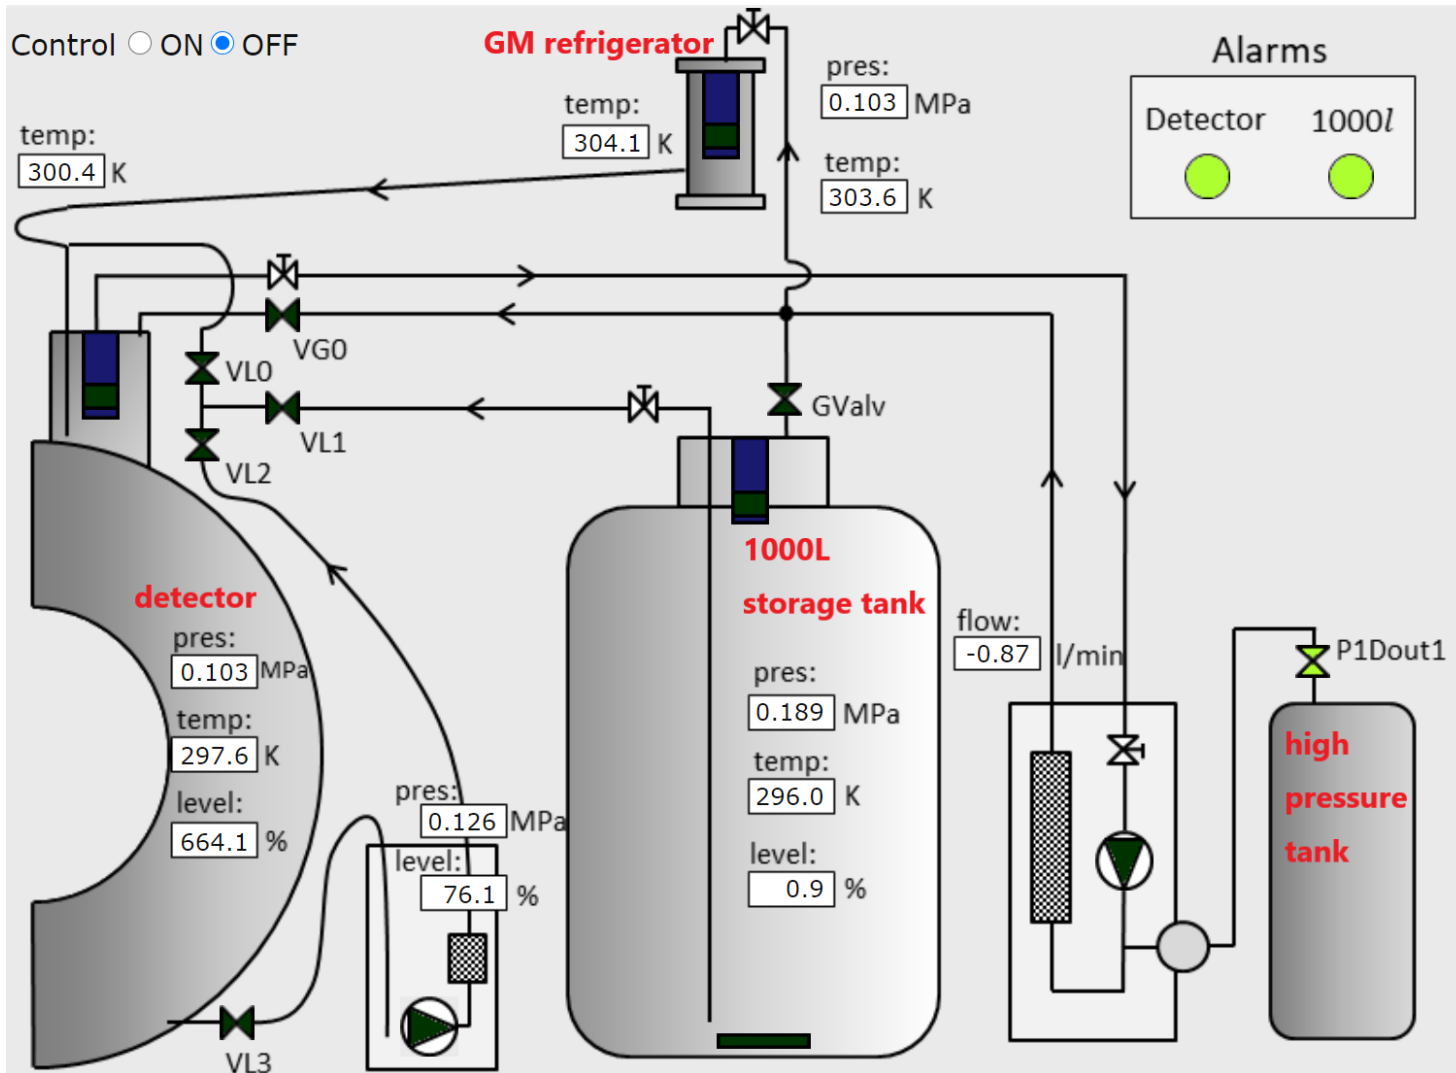 Control ON OFF
GM refrigerator
Alarms
Detector 1000l
pres:
0.103 MPa
temp:
304.1 K
temp:
300.4 K
temp:
303.6 K
VG0
VL0
VL1
VL2
GValv
1000L
storage tank
detector
pres:
0.103 MPa
temp:
297.6 K
level:
664.1 %
pres:
0.126 MPa
level:
76.1 %
VL3
pres:
0.189 MPa
temp:
296.0 K
level:
0.9 %
flow:
-0.87 l/min
P1Dout1
high
pressure
tank